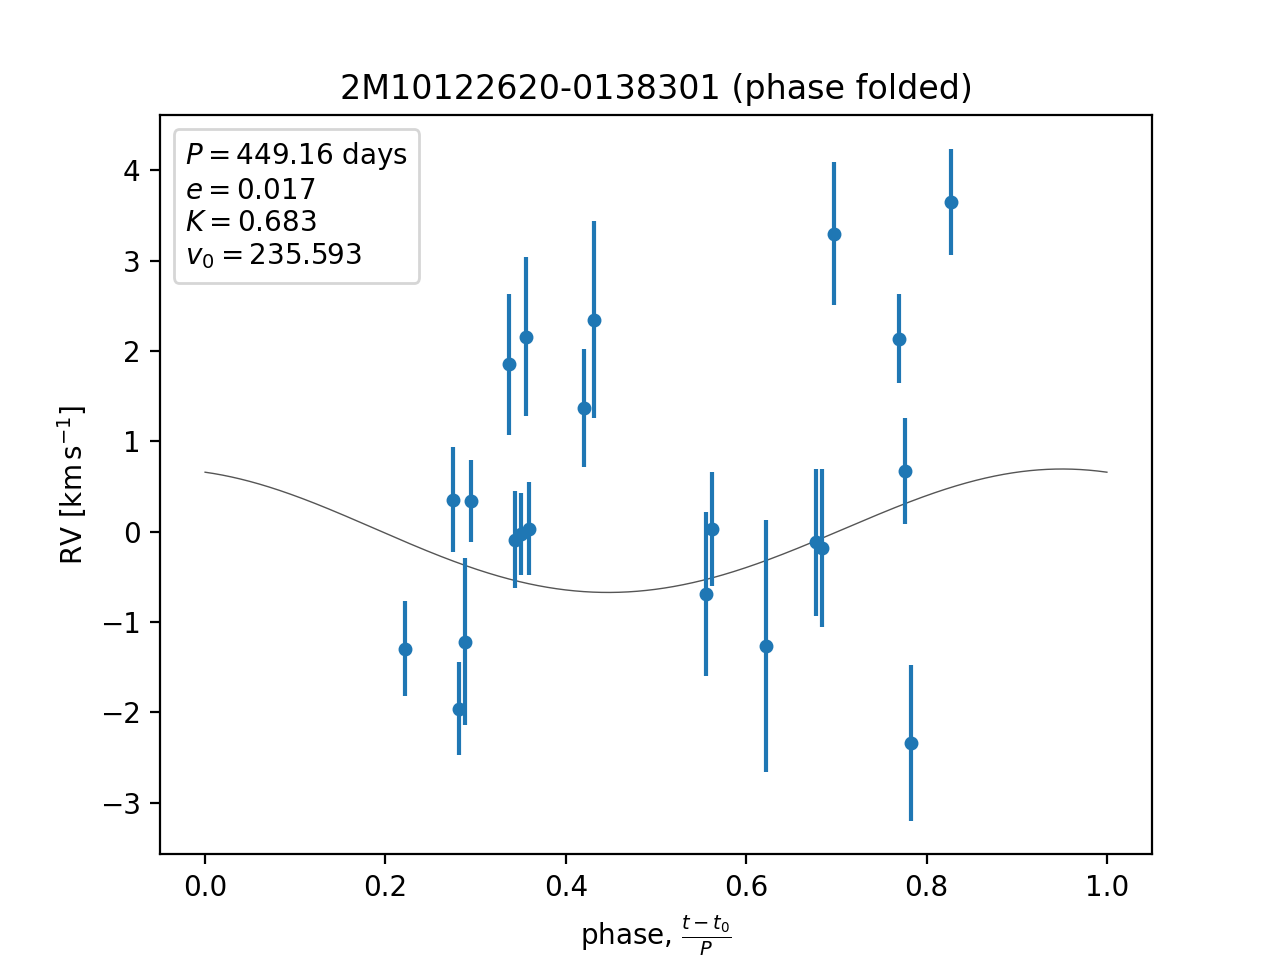 2M10122620-0138301 (phase folded)
P = 449.16 days
e = 0.017
K = 0.683
v₀ = 235.593
RV [km s⁻¹]
4
3
2
1
0
−1
−2
−3
0.0 0.2 0.4 0.6 0.8 1.0
phase, (t − t₀)/P